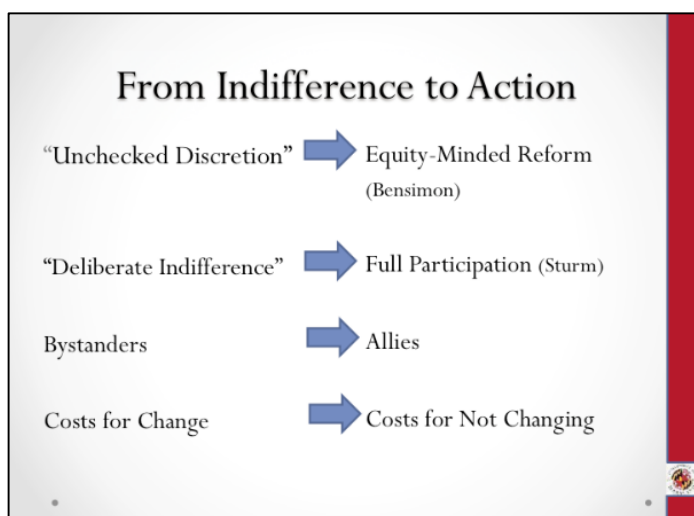 From Indifference to Action
“Unchecked Discretion”
Equity-Minded Reform
(Bensimon)
“Deliberate Indifference”
Full Participation (Sturm)
Bystanders
Allies
Costs for Change
Costs for Not Changing